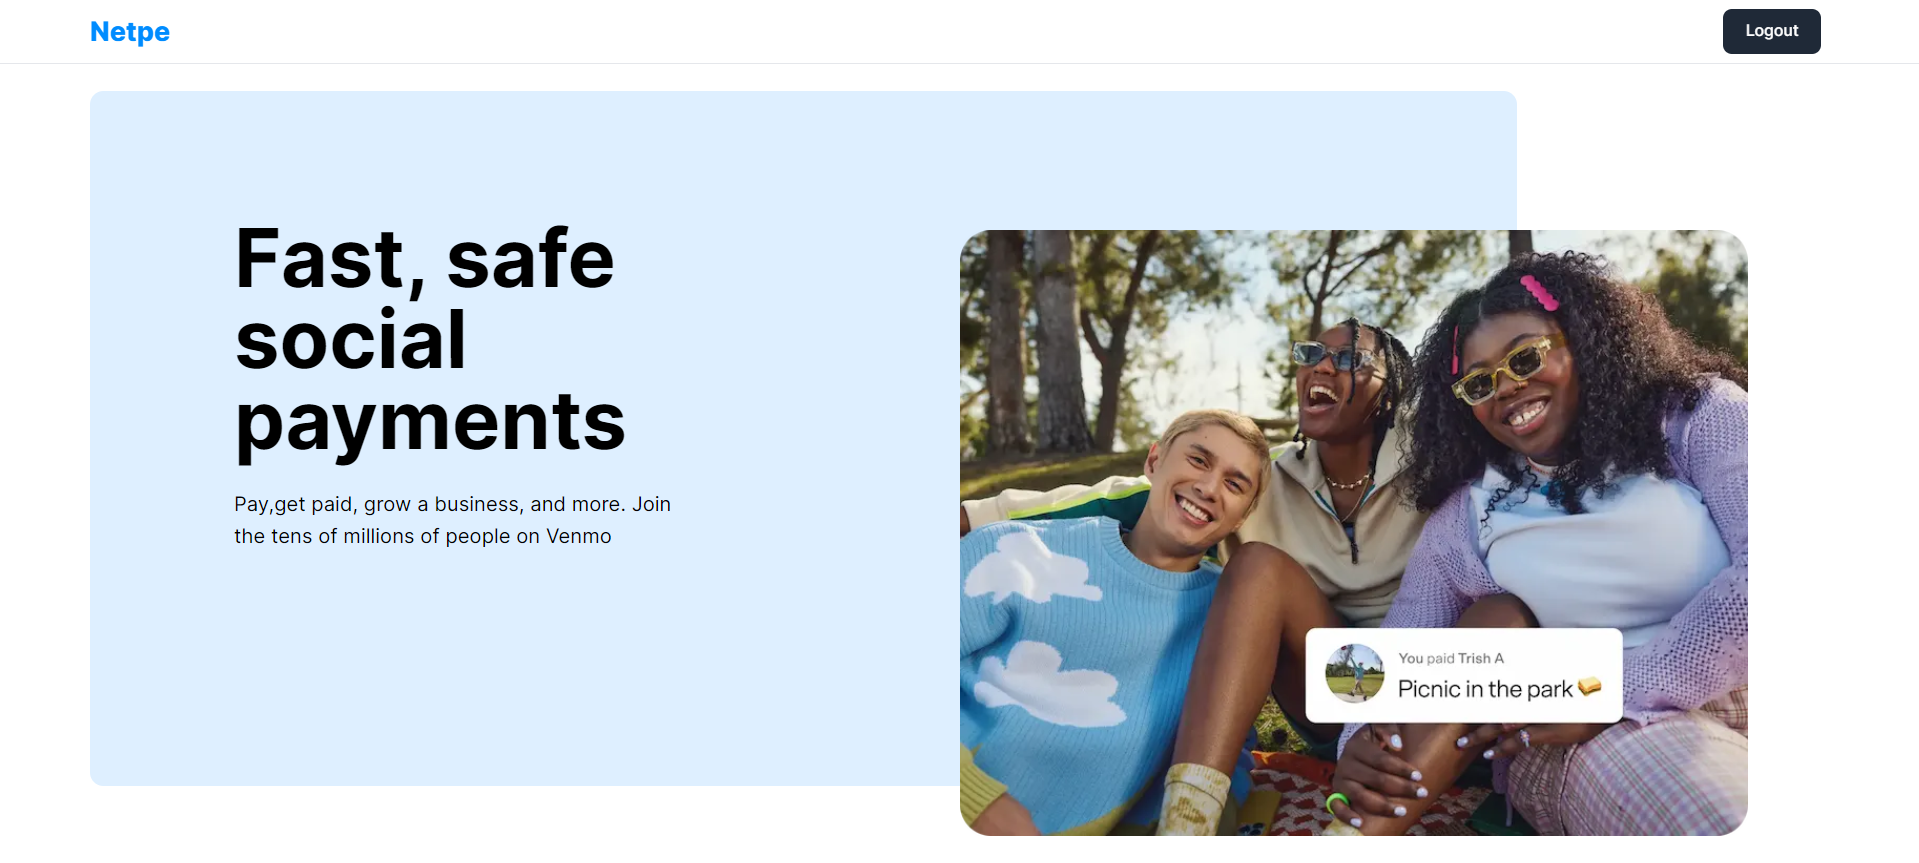 Netpe
Logout
Fast, safe
social
payments
Pay,get paid, grow a business, and more. Join
the tens of millions of people on Venmo
You paid Trish A
Picnic in the park